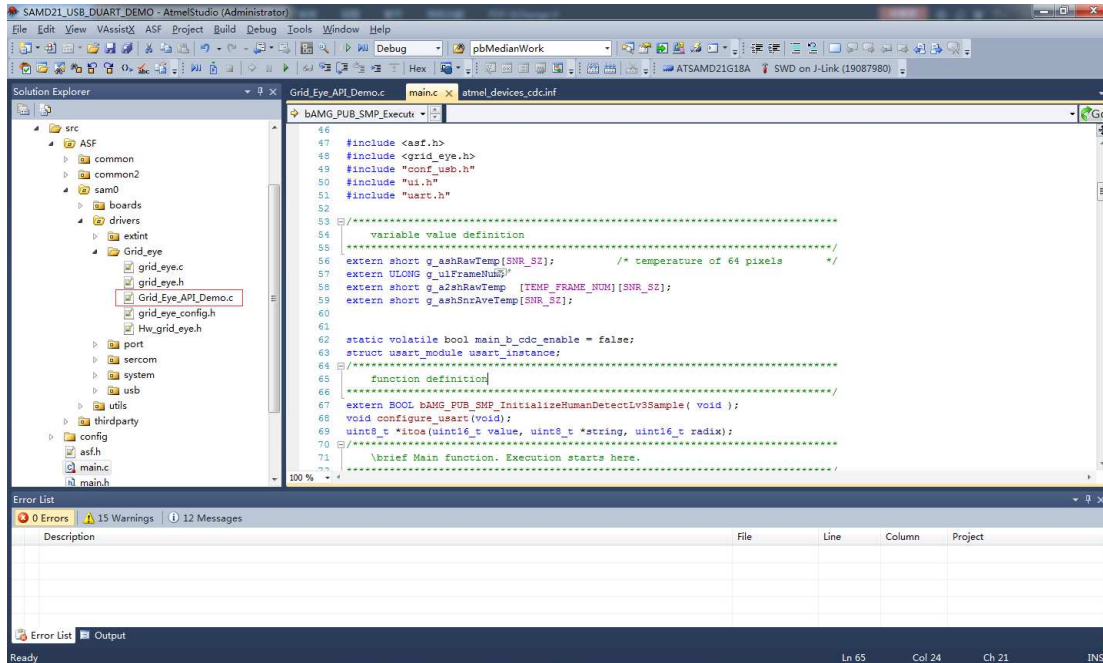 SAMD21_USB_DUART_DEMO - AtmelStudio (Administrator)
File Edit View VAssistX ASF Project Build Debug Tools Window Help
Debug pbMedianWork
Hex ATSAMD21G18A SWD on J-Link (19087980)
Solution Explorer
src
ASF
common
common2
sam0
boards
drivers
extint
Grid_eye
grid_eye.c
grid_eye.h
Grid_Eye_API_Demo.c
grid_eye_config.h
Hw_grid_eye.h
port
sercom
system
usb
utils
thirdparty
config
asf.h
main.c
main.h
Grid_Eye_API_Demo.c main.c atmel_devices_cdc.inf
bAMG_PUB_SMP_Execute Go
46
47 #include <asf.h>
48 #include <grid_eye.h>
49 #include "conf_usb.h"
50 #include "ui.h"
51 #include "uart.h"
52
53 /*******************************************************************************
54 variable value definition
55 *******************************************************************************/
56 extern short g_ashRawTemp[SNR_SZ]; /* temperature of 64 pixels */
57 extern ULONG g_ulFrameNum;
58 extern short g_a2shRawTemp [TEMP_FRAME_NUM][SNR_SZ];
59 extern short g_ashSnrAveTemp[SNR_SZ];
60
61
62 static volatile bool main_b_cdc_enable = false;
63 struct usart_module usart_instance;
64 /*******************************************************************************
65 function definition
66 *******************************************************************************/
67 extern BOOL bAMG_PUB_SMP_InitializeHumanDetectLv3Sample( void );
68 void configure_usart(void);
69 uint8_t *itoa(uint16_t value, uint8_t *string, uint16_t radix);
70 /*******************************************************************************
71 \brief Main function. Execution starts here.
100 %
Error List
0 Errors 15 Warnings 12 Messages
Description File Line Column Project
Error List Output
Ready Ln 65 Col 24 Ch 21 INS